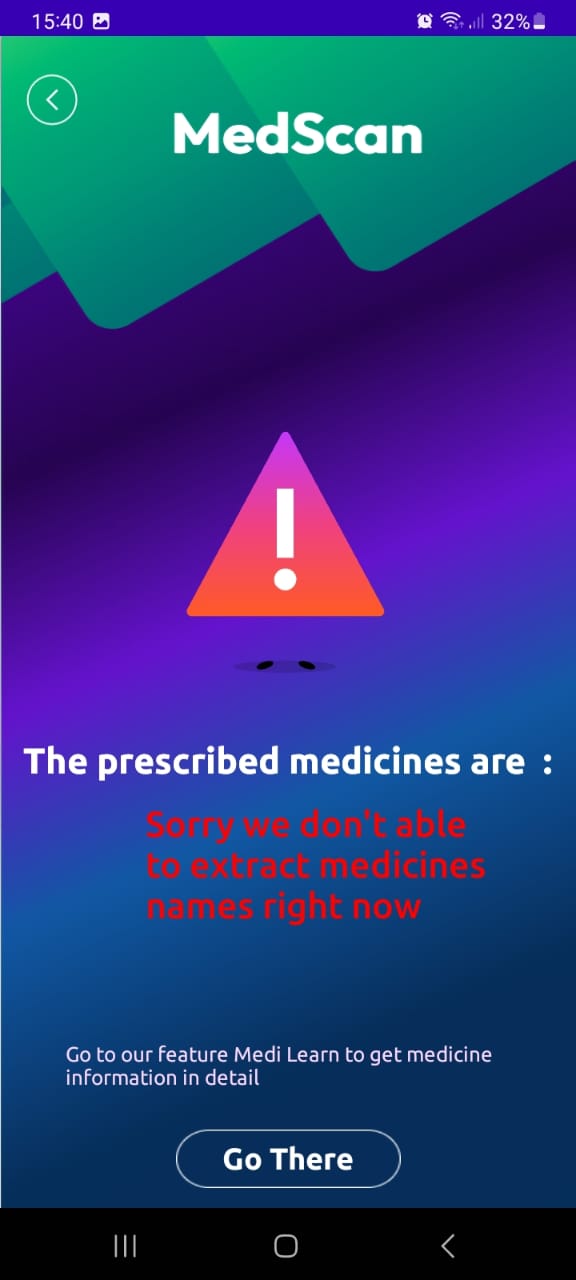 15:40
32%
MedScan
The prescribed medicines are :
Sorry we don't able
to extract medicines
names right now
Go to our feature Medi Learn to get medicine
information in detail
Go There